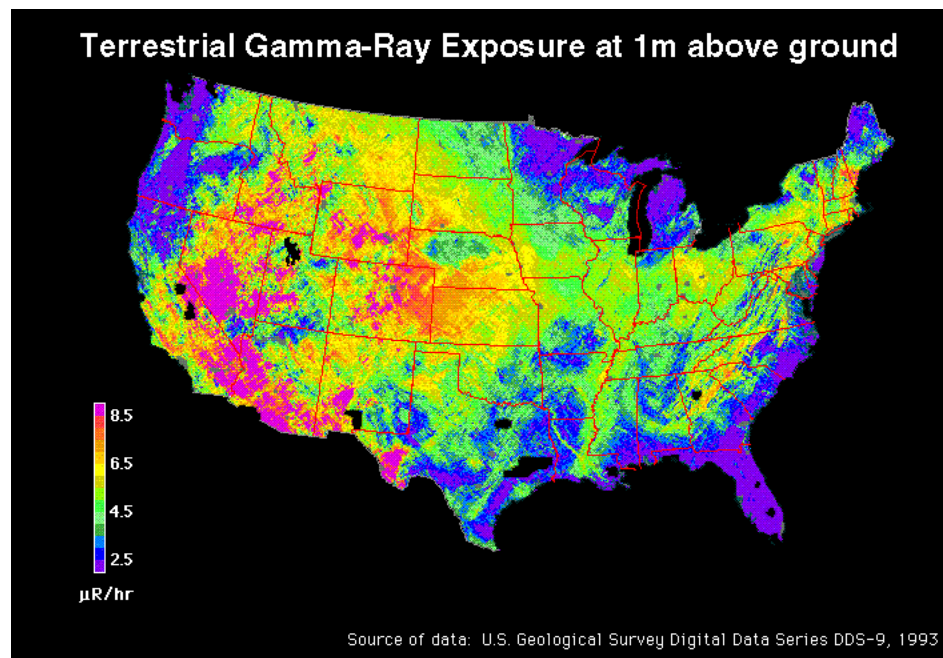 Terrestrial Gamma-Ray Exposure at 1m above ground
8.5
6.5
4.5
2.5
μR/hr
Source of data: U.S. Geological Survey Digital Data Series DDS-9, 1993